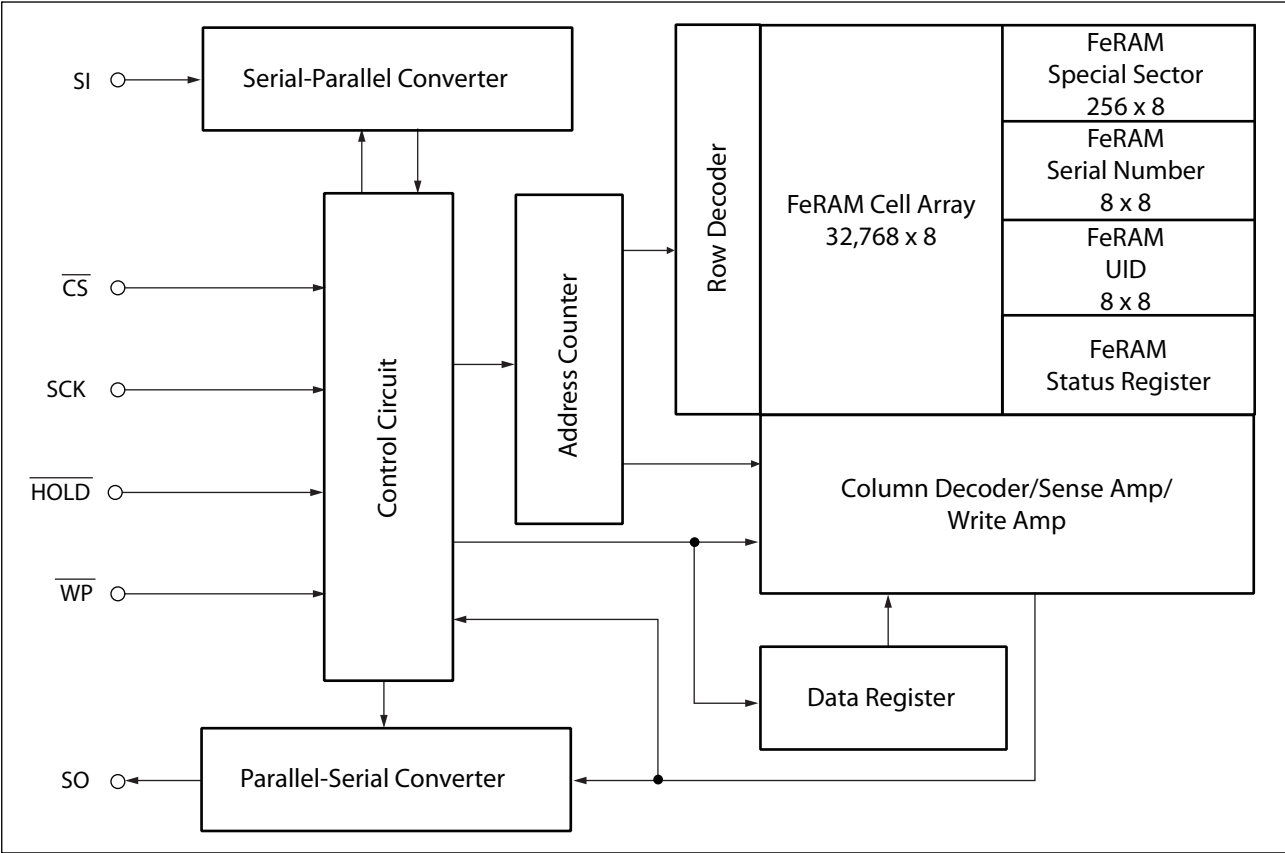 SI
Serial-Parallel Converter
CS
SCK
HOLD
WP
SO
Control Circuit
Parallel-Serial Converter
Address Counter
Row Decoder
FeRAM Cell Array
32,768 x 8
FeRAM
Special Sector
256 x 8
FeRAM
Serial Number
8 x 8
FeRAM
UID
8 x 8
FeRAM
Status Register
Column Decoder/Sense Amp/
Write Amp
Data Register